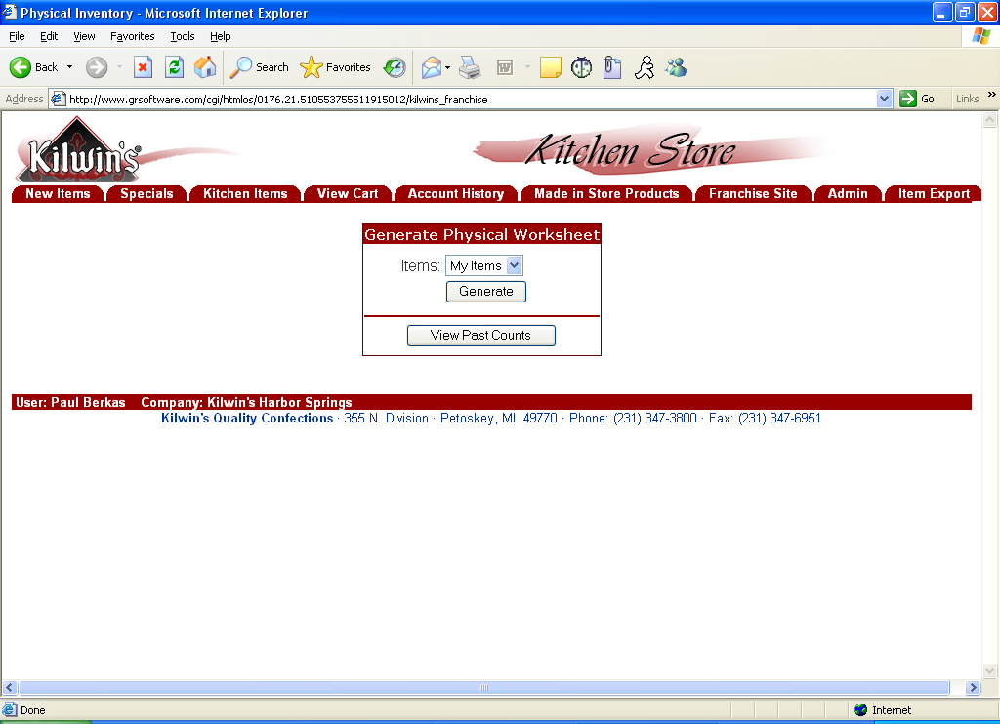 Physical Inventory - Microsoft Internet Explorer
File Edit View Favorites Tools Help
Back Search Favorites
Address http://www.grsoftware.com/cgi/htmlos/0176.21.510553755511915012/kilwins_franchise Go Links »
Kilwin's® Kitchen Store
New Items Specials Kitchen Items View Cart Account History Made in Store Products Franchise Site Admin Item Export
Generate Physical Worksheet
Items: My Items
Generate
View Past Counts
User: Paul Berkas Company: Kilwin's Harbor Springs
Kilwin's Quality Confections · 355 N. Division · Petoskey, MI 49770 · Phone: (231) 347-3800 · Fax: (231) 347-6951
Done Internet